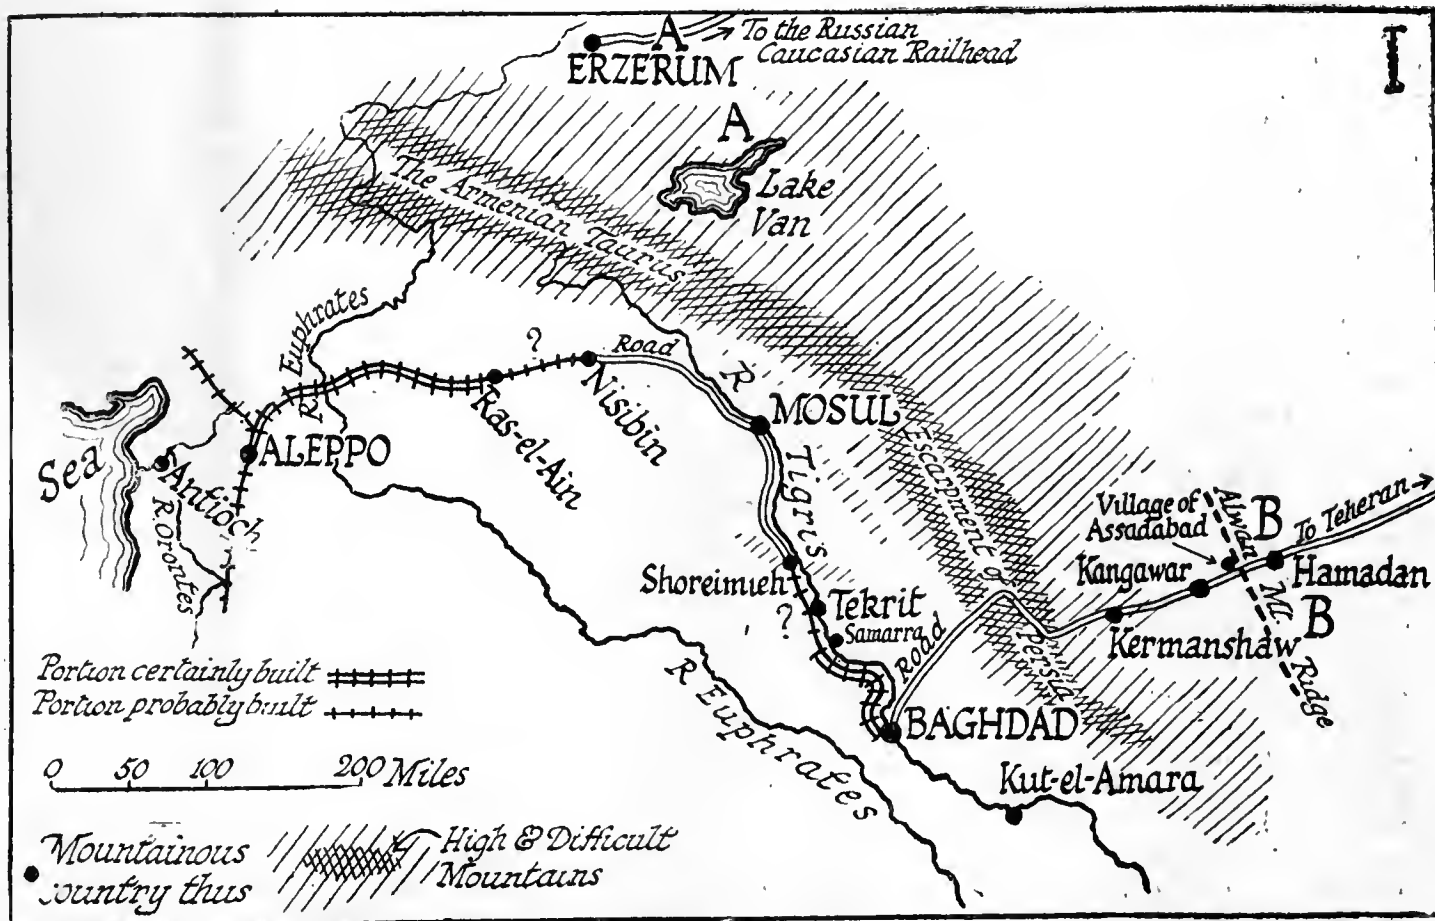 A
To the Russian
Caucasian Railhead
ERZERUM
I
A
Lake
Van
The Armenian Taurus
R. Euphrates
?
Road
Nisibin
R. Tigris
MOSUL
Ras-el-Ain
ALEPPO
Sea
Antioch
R. Orontes
Escarpment of Persia
Village of
Assadabad
Alwan Mt. Ridge
B
To Teheran
Kangawar
Hamadan
B
Kermanshaw
Shoreimieh
?
Tekrit
Samarra
Road
BAGHDAD
Kut-el-Amara
R Euphrates
Portion certainly built
Portion probably built
0 50 100 200 Miles
Mountainous
country thus
High & Difficult
Mountains